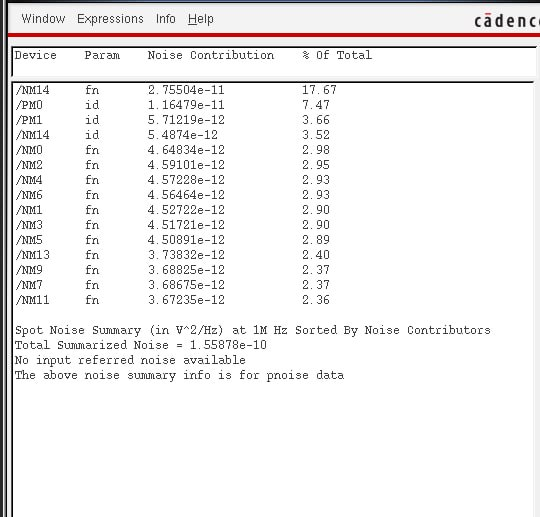 Window Expressions Info Help
cādenc
Device Param Noise Contribution % Of Total
/NM14 fn 2.75504e-11 17.67
/PM0 id 1.16479e-11 7.47
/PM1 id 5.71219e-12 3.66
/NM14 id 5.4874e-12 3.52
/NM0 fn 4.64834e-12 2.98
/NM2 fn 4.59101e-12 2.95
/NM4 fn 4.57228e-12 2.93
/NM6 fn 4.56464e-12 2.93
/NM1 fn 4.52722e-12 2.90
/NM3 fn 4.51721e-12 2.90
/NM5 fn 4.50891e-12 2.89
/NM13 fn 3.73832e-12 2.40
/NM9 fn 3.68825e-12 2.37
/NM7 fn 3.68675e-12 2.37
/NM11 fn 3.67235e-12 2.36
Spot Noise Summary (in V^2/Hz) at 1M Hz Sorted By Noise Contributors
Total Summarized Noise = 1.55878e-10
No input referred noise available
The above noise summary info is for pnoise data